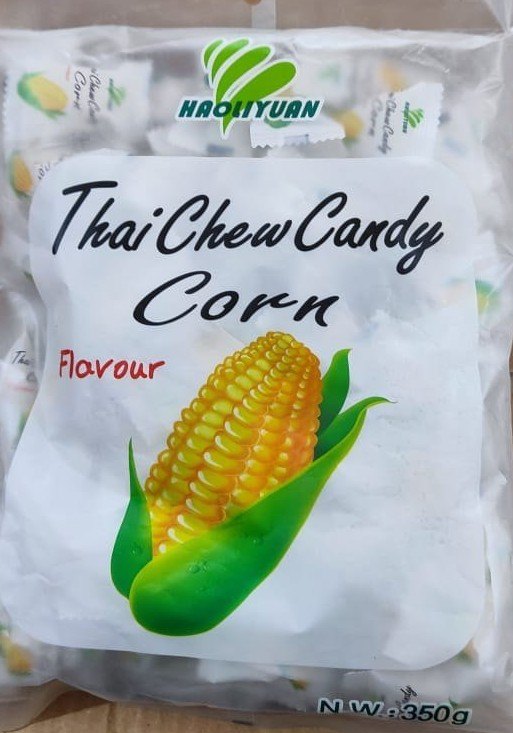 HAOLIYUAN
Thai Chew Candy
Corn
Flavour
N W : 350g